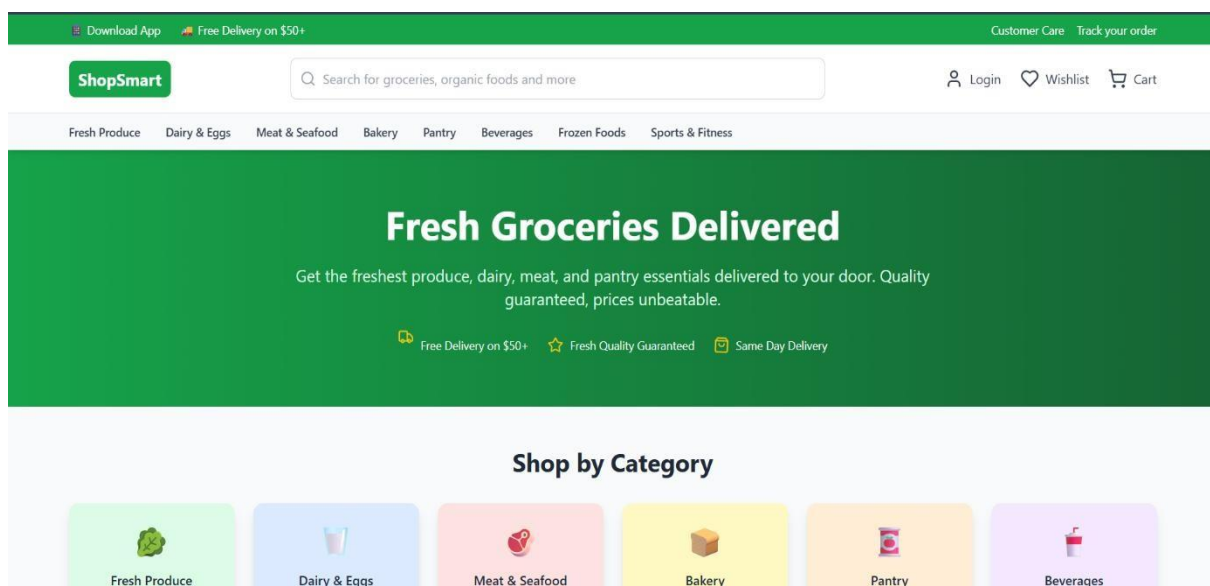 Download App Free Delivery on $50+ Customer Care Track your order
ShopSmart Search for groceries, organic foods and more Login Wishlist Cart
Fresh Produce Dairy & Eggs Meat & Seafood Bakery Pantry Beverages Frozen Foods Sports & Fitness
Fresh Groceries Delivered
Get the freshest produce, dairy, meat, and pantry essentials delivered to your door. Quality
guaranteed, prices unbeatable.
Free Delivery on $50+ Fresh Quality Guaranteed Same Day Delivery
Shop by Category
Fresh Produce Dairy & Eggs Meat & Seafood Bakery Pantry Beverages